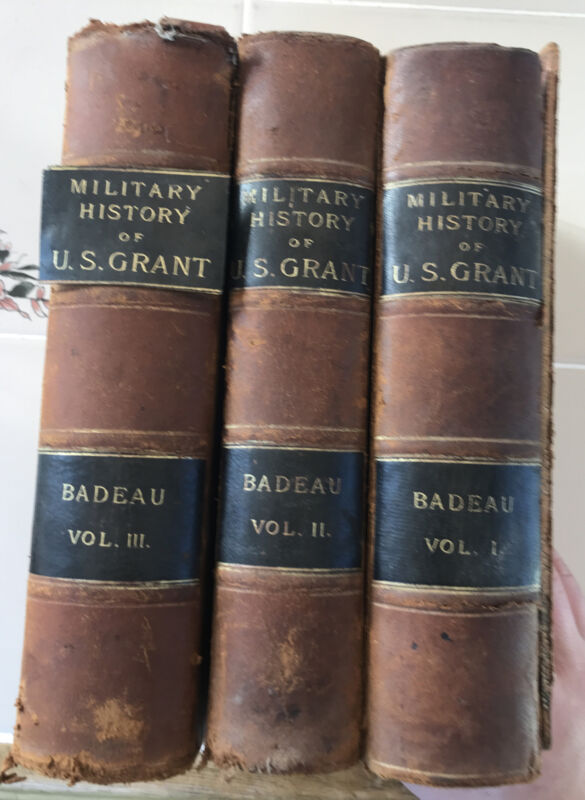 MILITARY
HISTORY
OF
U.S. GRANT
BADEAU
VOL. III.
MILITARY
HISTORY
OF
U.S. GRANT
BADEAU
VOL. II.
MILITARY
HISTORY
OF
U.S. GRANT
BADEAU
VOL. I.